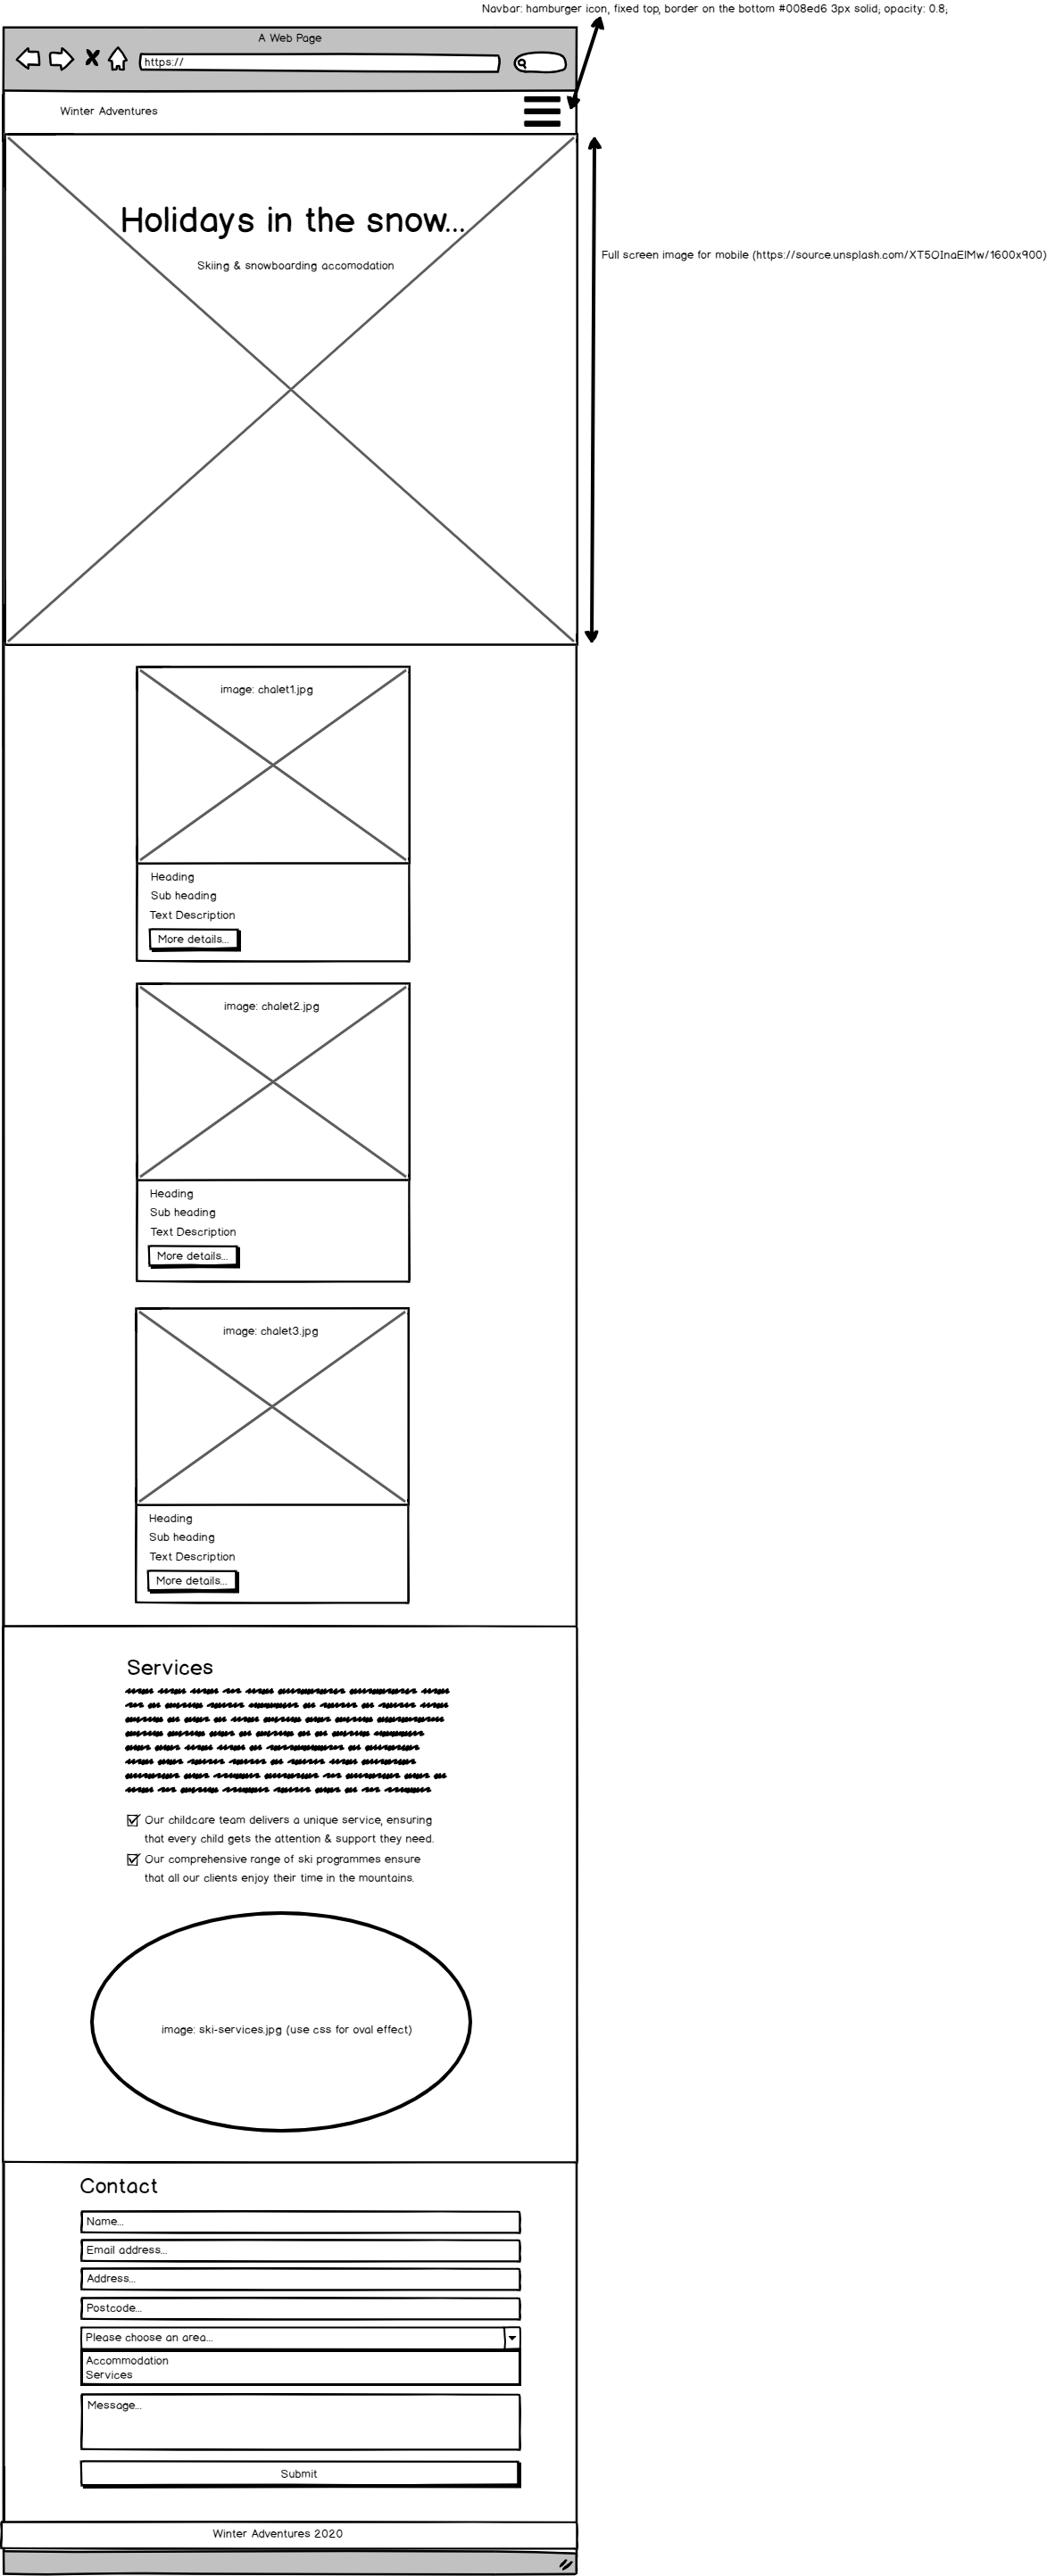 Navbar: hamburger icon, fixed top, border on the bottom #008ed6 3px solid; opacity: 0.8;
A Web Page
https://
Winter Adventures
Holidays in the snow...
Skiing & snowboarding accomodation
Full screen image for mobile (https://source.unsplash.com/XT5OInaElMw/1600x900)
image: chalet1.jpg
Heading
Sub heading
Text Description
More details...
image: chalet2.jpg
Heading
Sub heading
Text Description
More details...
image: chalet3.jpg
Heading
Sub heading
Text Description
More details...
Services
Our childcare team delivers a unique service, ensuring
that every child gets the attention & support they need.
Our comprehensive range of ski programmes ensure
that all our clients enjoy their time in the mountains.
image: ski-services.jpg (use css for oval effect)
Contact
Name...
Email address...
Address...
Postcode...
Please choose an area...
Accommodation
Services
Message...
Submit
Winter Adventures 2020